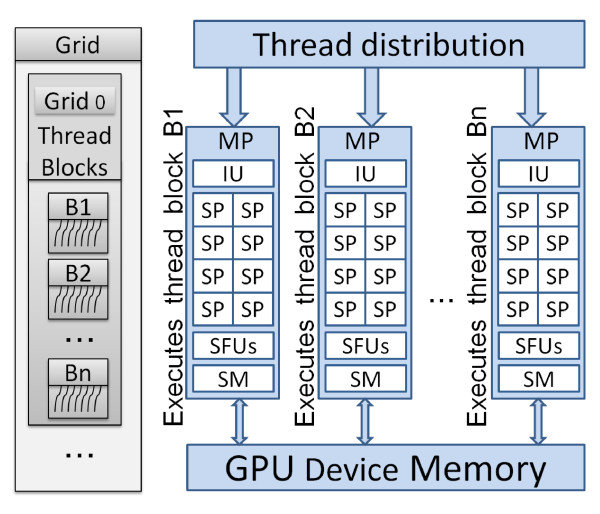 Grid
Grid 0
Thread
Blocks
B1
B2
...
Bn
...
Thread distribution
Executes thread block B1
MP
IU
SP SP
SP SP
SP SP
SP SP
SFUs
SM
Executes thread block B2
MP
IU
SP SP
SP SP
SP SP
SP SP
SFUs
SM
...
Executes thread block Bn
MP
IU
SP SP
SP SP
SP SP
SP SP
SFUs
SM
GPU Device Memory